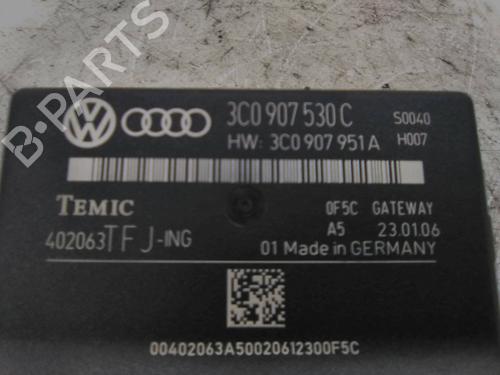 B-PARTS
3C0 907 530 C S0040
HW: 3C0 907 951 A H007
TEMIC 0F5C GATEWAY
402063TFJ-ING A5 23.01.06
01 Made in GERMANY
00402063A50020612300F5C